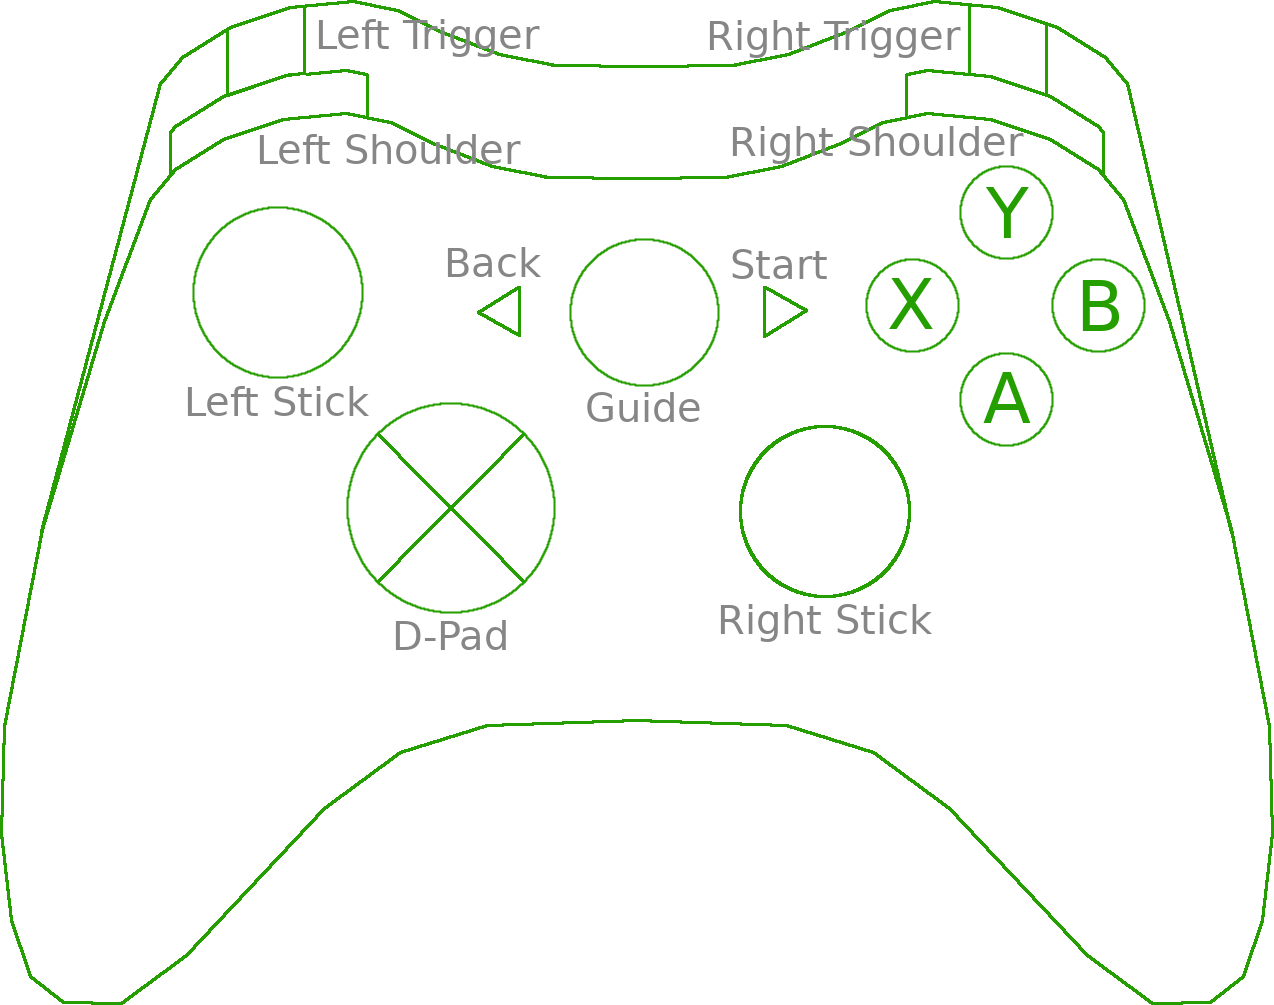 Left Trigger
Right Trigger
Left Shoulder
Right Shoulder
Y
Back
Start
X
B
Left Stick
Guide
A
D-Pad
Right Stick